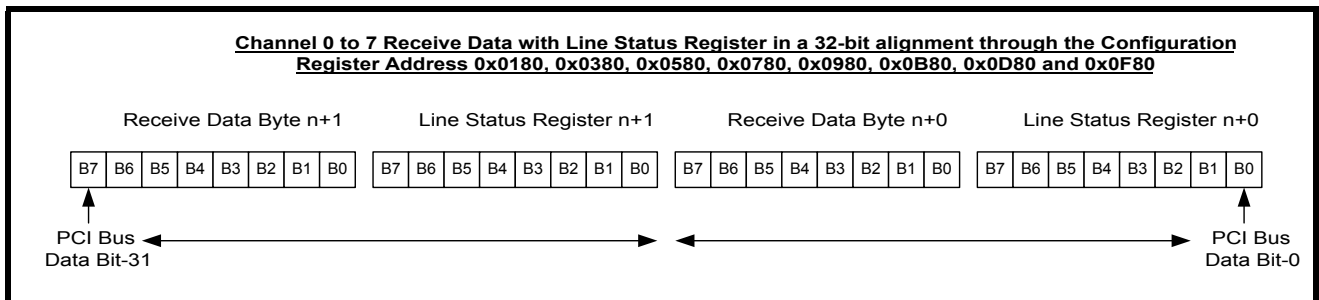 Channel 0 to 7 Receive Data with Line Status Register in a 32-bit alignment through the Configuration
Register Address 0x0180, 0x0380, 0x0580, 0x0780, 0x0980, 0x0B80, 0x0D80 and 0x0F80
Receive Data Byte n+1 Line Status Register n+1 Receive Data Byte n+0 Line Status Register n+0
B7 B6 B5 B4 B3 B2 B1 B0 B7 B6 B5 B4 B3 B2 B1 B0 B7 B6 B5 B4 B3 B2 B1 B0 B7 B6 B5 B4 B3 B2 B1 B0
PCI Bus PCI Bus
Data Bit-31 Data Bit-0